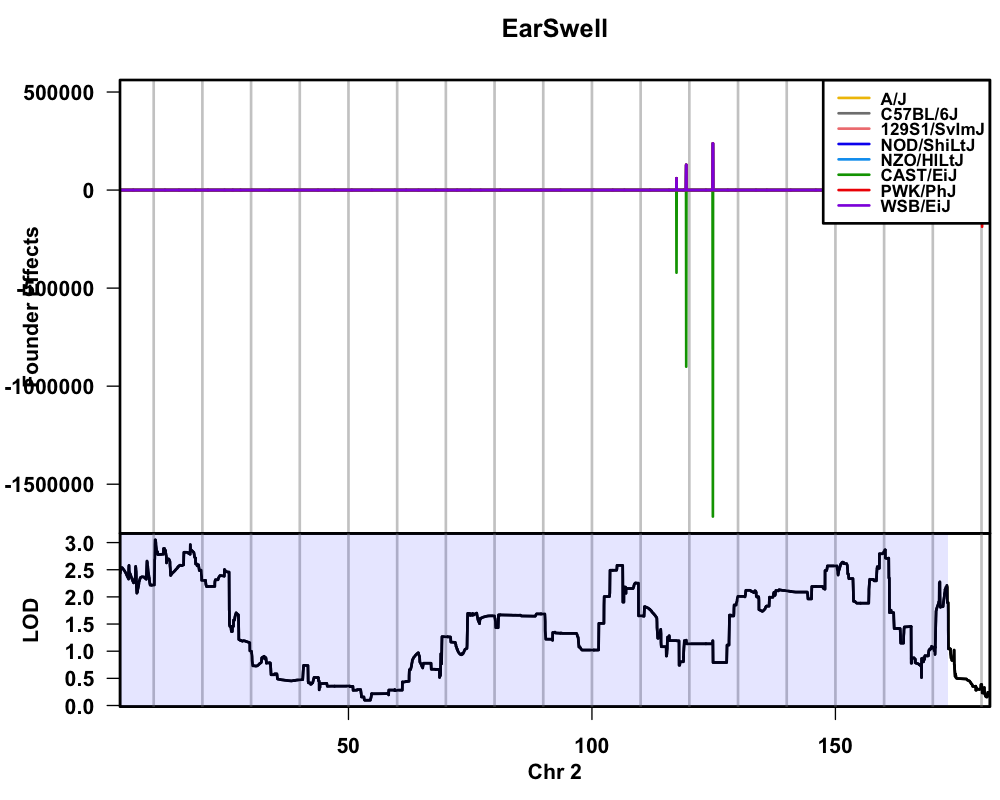 EarSwell
500000
0
-500000
-1000000
-1500000
Founder Effects
A/J
C57BL/6J
129S1/SvImJ
NOD/ShiLtJ
NZO/HlLtJ
CAST/EiJ
PWK/PhJ
WSB/EiJ
3.0
2.5
2.0
1.5
1.0
0.5
0.0
LOD
50
100
150
Chr 2